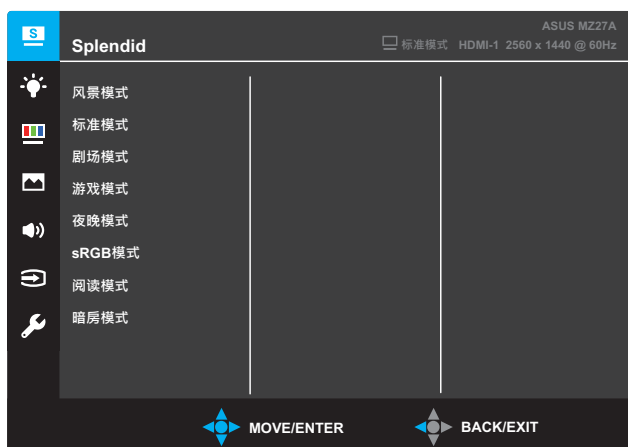 S
ASUS MZ27A
Splendid
标准模式 HDMI-1 2560 x 1440 @ 60Hz
风景模式
标准模式
剧场模式
游戏模式
夜晚模式
sRGB模式
阅读模式
暗房模式
MOVE/ENTER BACK/EXIT